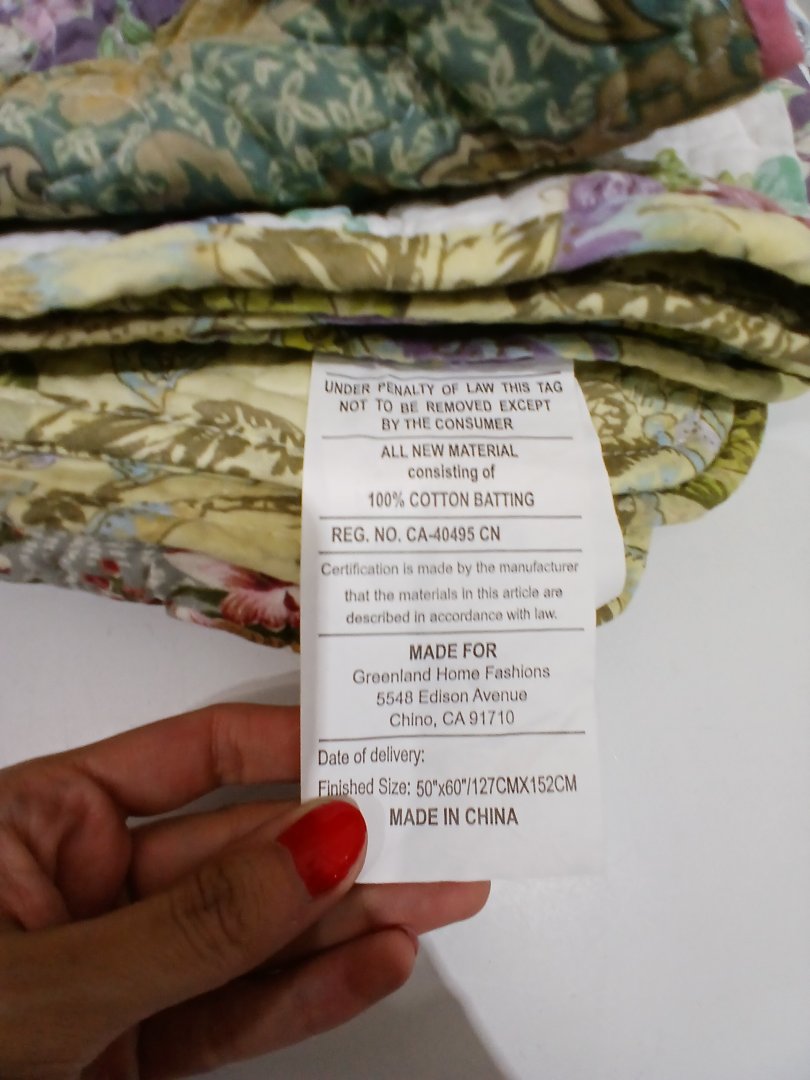 UNDER PENALTY OF LAW THIS TAG
NOT TO BE REMOVED EXCEPT
BY THE CONSUMER
ALL NEW MATERIAL
consisting of
100% COTTON BATTING
REG. NO. CA-40495 CN
Certification is made by the manufacturer
that the materials in this article are
described in accordance with law.
MADE FOR
Greenland Home Fashions
5548 Edison Avenue
Chino, CA 91710
Date of delivery:
Finished Size: 50"x60"/127CMX152CM
MADE IN CHINA